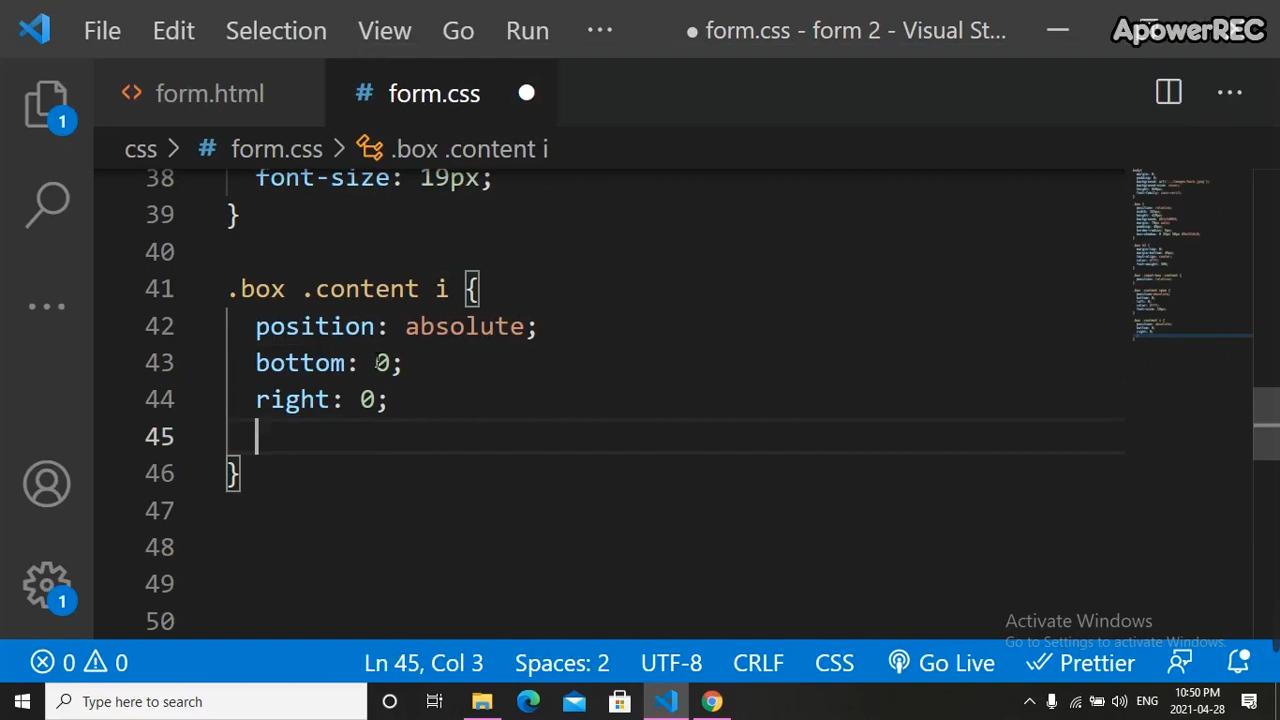 File Edit Selection View Go Run ··· ● form.css - form 2 - Visual St...
ApowerREC
<> form.html # form.css ● ···
css > # form.css > .box .content i
38 font-size: 19px;
39 }
40
41 .box .content i {
42 position: absolute;
43 bottom: 0;
44 right: 0;
45
46 }
47
48
49
50
1
1
Activate Windows
Go to Settings to activate Windows.
0 0 Ln 45, Col 3 Spaces: 2 UTF-8 CRLF CSS Go Live Prettier
Type here to search
ENG
10:50 PM
2021-04-28